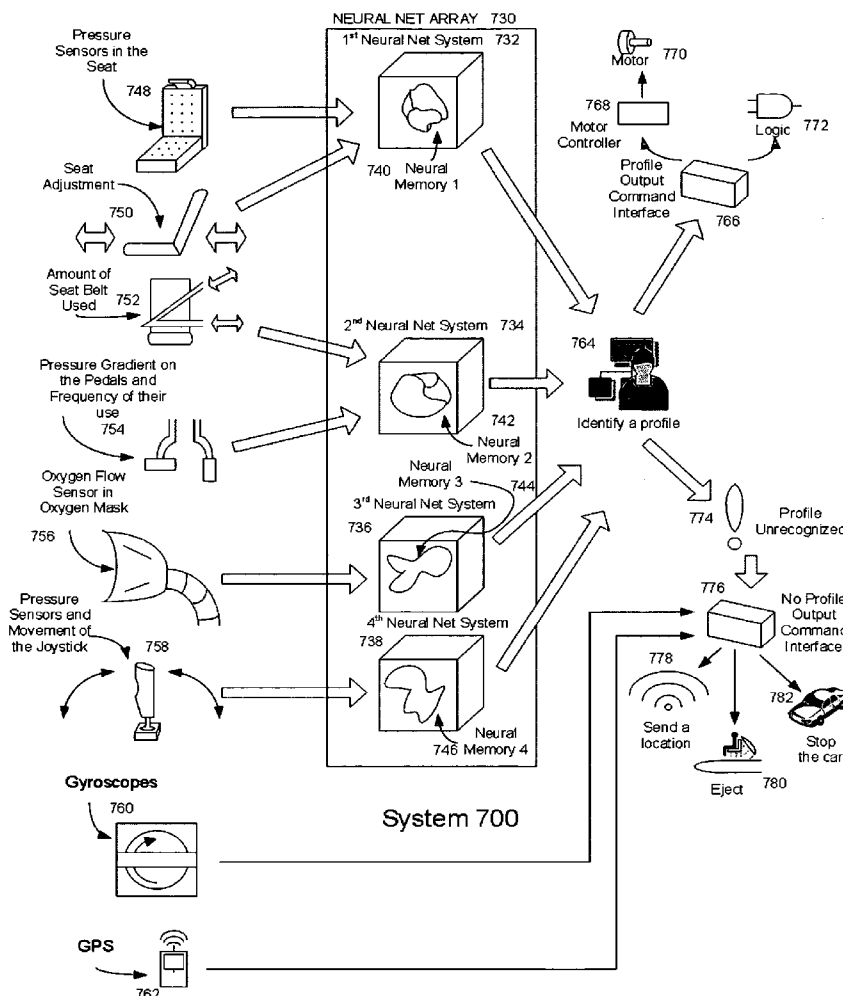 NEURAL NET ARRAY 730
1st Neural Net System 732
Pressure
Sensors in the
Seat
748
740
Neural
Memory 1
Motor
770
768
Motor
Controller
Logic
772
Profile
Output
Command
Interface
766
Seat
Adjustment
750
Amount of
Seat Belt
Used
752
2nd Neural Net System 734
742
Neural
Memory 2
764
Identify a profile
Pressure Gradient on
the Pedals and
Frequency of their
use
754
Neural
Memory 3
744
3rd Neural Net System
736
Oxygen Flow
Sensor in
Oxygen Mask
756
774
Profile
Unrecognized
776
No Profile
Output
Command
Interface
Pressure
Sensors and
Movement of
the Joystick
758
4th Neural Net System
738
746
Neural
Memory 4
778
Send a
location
782
Stop
the car
Eject
780
System 700
Gyroscopes
760
GPS
762